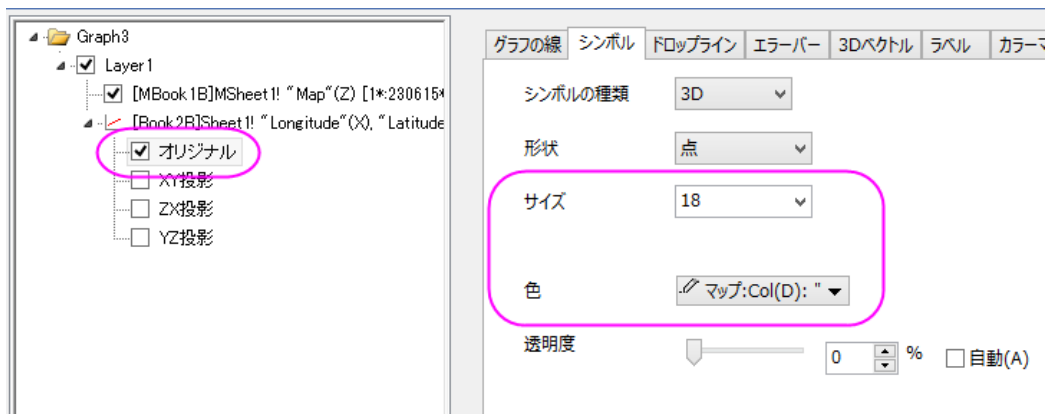 Graph3
Layer1
[MBook1B]MSheet1! "Map"(Z) [1*:230615*
[Book2B]Sheet1! "Longitude"(X), "Latitude
オリジナル
XY投影
ZX投影
YZ投影
グラフの線 シンボル ドロップライン エラーバー 3Dベクトル ラベル カラーマ
シンボルの種類 3D
形状 点
サイズ 18
色 マップ:Col(D): "
透明度 0 % 自動(A)